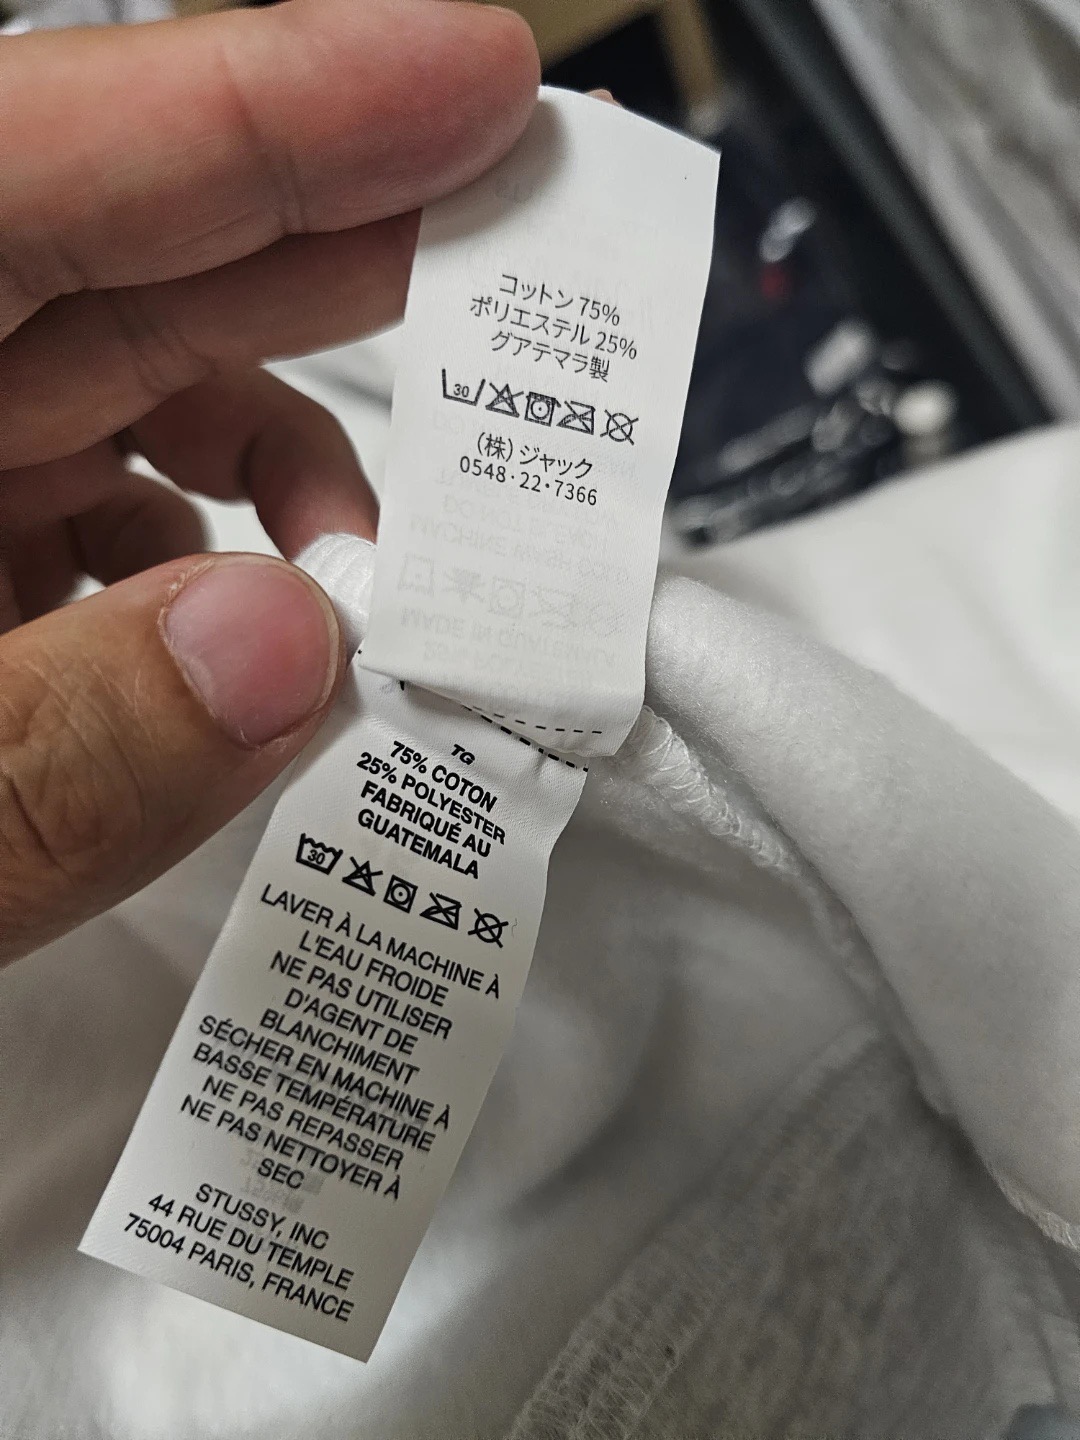 コットン 75%
ポリエステル 25%
グアテマラ製
30
(株) ジャック
0548·22·7366
TG
75% COTON
25% POLYESTER
FABRIQUÉ AU
GUATEMALA
30
LAVER À LA MACHINE À
L'EAU FROIDE
NE PAS UTILISER
D'AGENT DE
BLANCHIMENT
SÉCHER EN MACHINE À
BASSE TEMPÉRATURE
NE PAS REPASSER
NE PAS NETTOYER À
SEC
STUSSY, INC
44 RUE DU TEMPLE
75004 PARIS, FRANCE